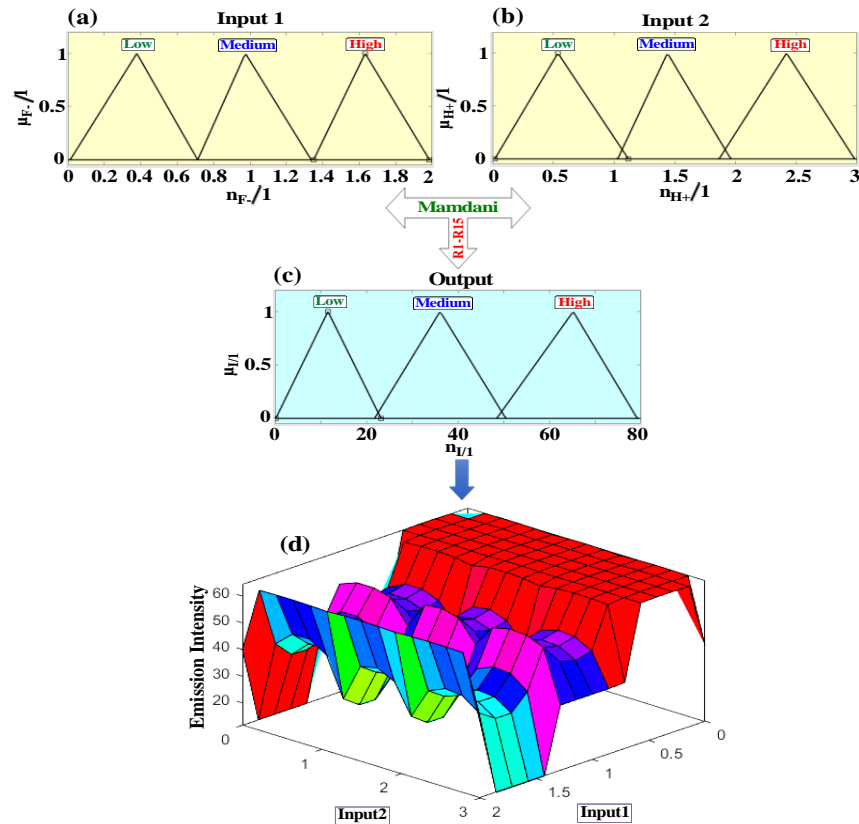 (a)
Input 1
Low
Medium
High
1
0.5
0
μF-/1
0 0.2 0.4 0.6 0.8 1 1.2 1.4 1.6 1.8 2
nF-/1
(b)
Input 2
Low
Medium
High
1
0.5
0
μH+/1
0 0.5 1 1.5 2 2.5 3
nH+/1
Mamdani
R1-R15
(c)
Output
Low
Medium
High
1
0.5
0
μI/1
0 20 40 60 80
nI/1
(d)
Emission Intensity
60
50
40
30
20
0
1
2
3
Input2
2
1.5
1
0.5
0
Input1